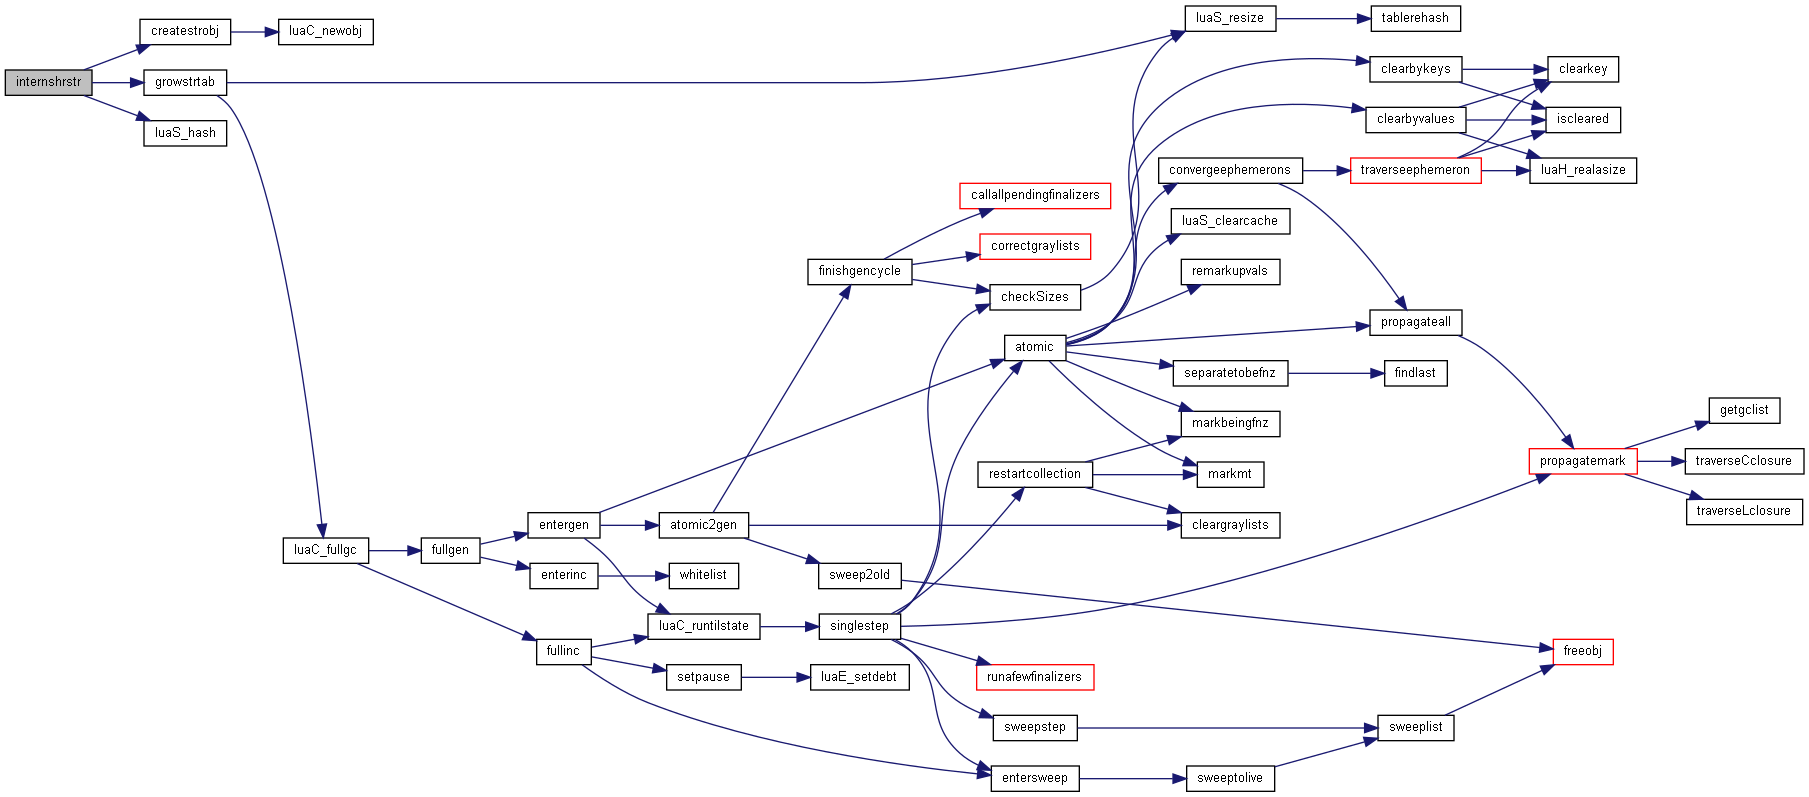 internshrstr
createstrobj
luaC_newobj
growstrtab
luaS_hash
luaS_resize
tablerehash
clearbykeys
clearkey
clearbyvalues
iscleared
convergeephemerons
traverseephemeron
luaH_realasize
callallpendingfinalizers
luaS_clearcache
correctgraylists
finishgencycle
remarkupvals
checkSizes
propagateall
atomic
separatetobefnz
findlast
markbeingfnz
getgclist
restartcollection
markmt
propagatemark
traverseCclosure
traverseLclosure
entergen
atomic2gen
cleargraylists
luaC_fullgc
fullgen
enterinc
whitelist
sweep2old
luaC_runtilstate
singlestep
fullinc
freeobj
setpause
luaE_setdebt
runafewfinalizers
sweepstep
sweeplist
entersweep
sweeptolive